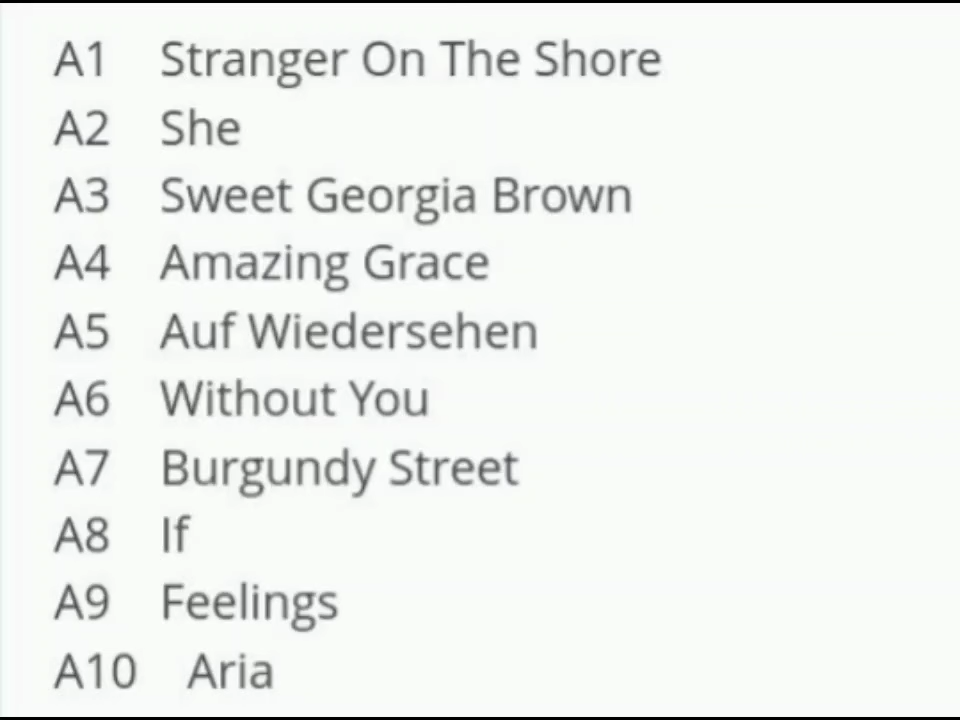 A1 Stranger On The Shore
A2 She
A3 Sweet Georgia Brown
A4 Amazing Grace
A5 Auf Wiedersehen
A6 Without You
A7 Burgundy Street
A8 If
A9 Feelings
A10 Aria